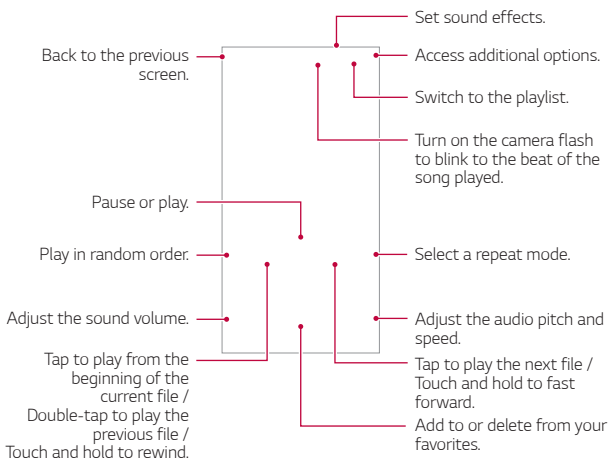 Set sound effects.
Back to the previous
screen.
Access additional options.
Switch to the playlist.
Turn on the camera flash
to blink to the beat of the
song played.
Pause or play.
Play in random order.
Select a repeat mode.
Adjust the sound volume.
Adjust the audio pitch and
speed.
Tap to play from the
beginning of the
current file /
Double-tap to play the
previous file /
Touch and hold to rewind.
Tap to play the next file /
Touch and hold to fast
forward.
Add to or delete from your
favorites.